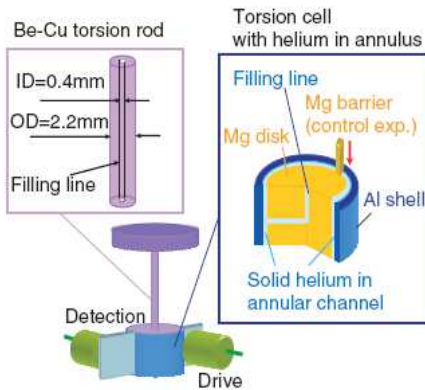 Be-Cu torsion rod
ID=0.4mm
OD=2.2mm
Filling line
Torsion cell
with helium in annulus
Filling line
Mg barrier
(control exp.)
Mg disk
Al shell
Solid helium in
annular channel
Detection
Drive